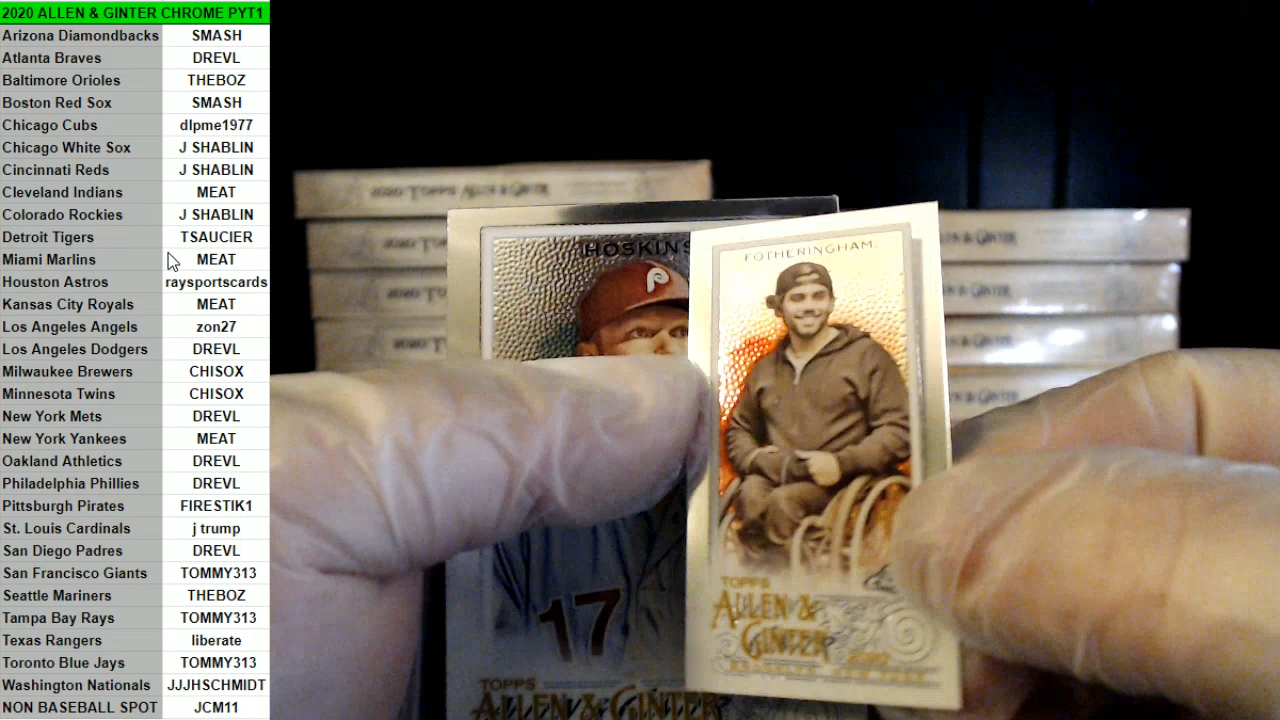 2020 ALLEN & GINTER CHROME PYT1
Arizona Diamondbacks SMASH
Atlanta Braves DREVL
Baltimore Orioles THEBOZ
Boston Red Sox SMASH
Chicago Cubs dlpme1977
Chicago White Sox J SHABLIN
Cincinnati Reds J SHABLIN
Cleveland Indians MEAT
Colorado Rockies J SHABLIN
Detroit Tigers TSAUCIER
Miami Marlins MEAT
Houston Astros raysportscards
Kansas City Royals MEAT
Los Angeles Angels zon27
Los Angeles Dodgers DREVL
Milwaukee Brewers CHISOX
Minnesota Twins CHISOX
New York Mets DREVL
New York Yankees MEAT
Oakland Athletics DREVL
Philadelphia Phillies DREVL
Pittsburgh Pirates FIRESTIK1
St. Louis Cardinals j trump
San Diego Padres DREVL
San Francisco Giants TOMMY313
Seattle Mariners THEBOZ
Tampa Bay Rays TOMMY313
Texas Rangers liberate
Toronto Blue Jays TOMMY313
Washington Nationals JJJHSCHMIDT
NON BASEBALL SPOT JCM11
2020 TOPPS ALLEN & GINTER
HOSKINS
P
17
TOPPS
ALLEN & GINTER
FOTHERINGHAM.
TOPPS
ALLEN &
GINTER